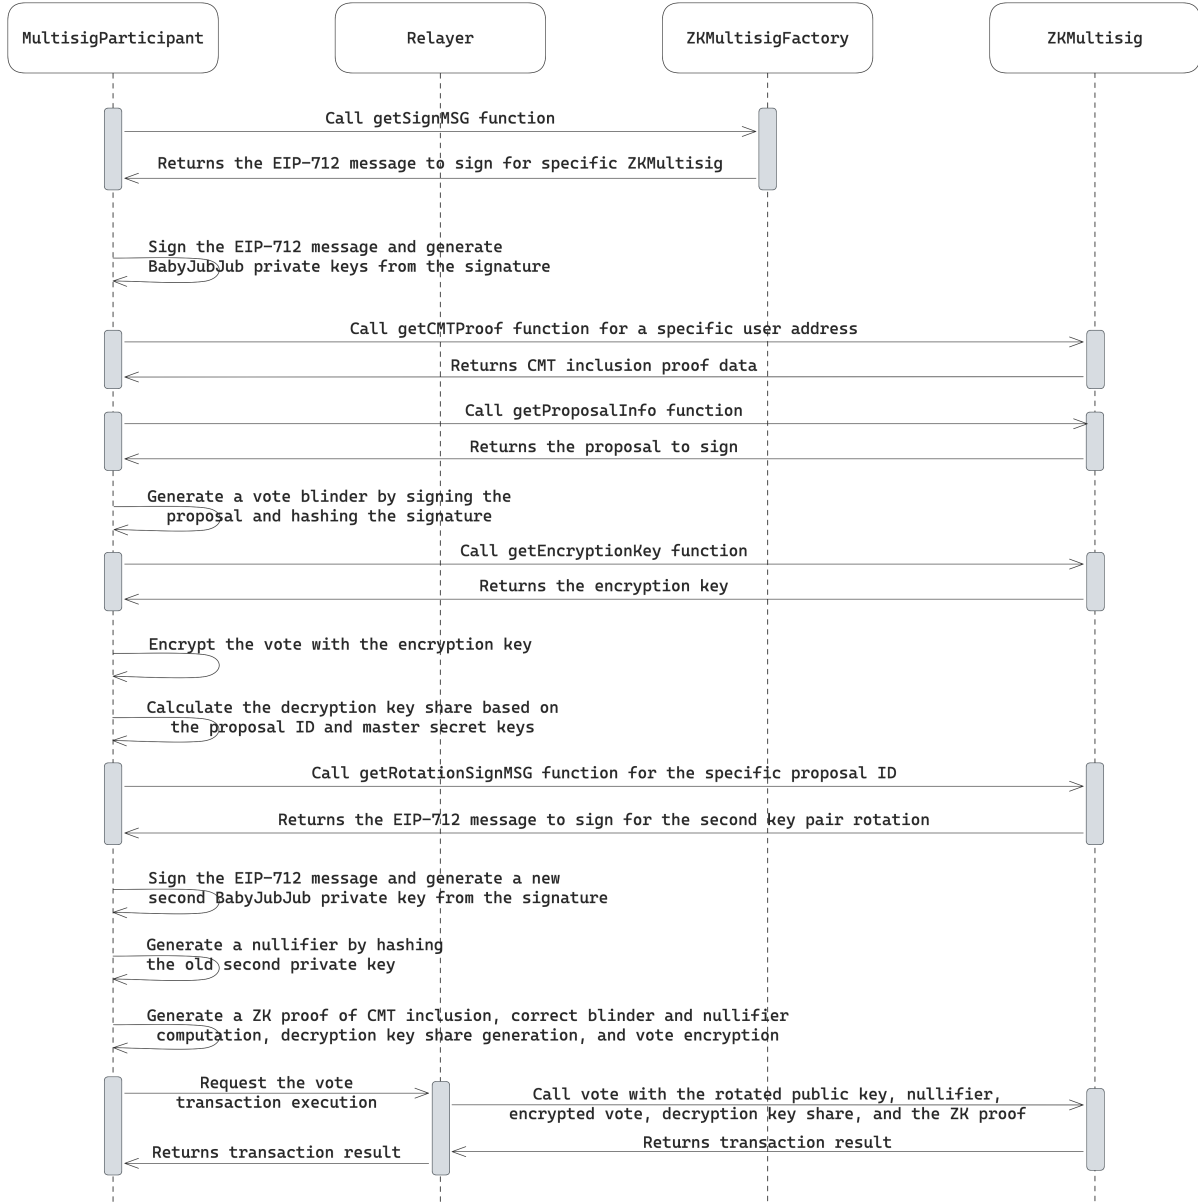 MultisigParticipant
Relayer
ZKMultisigFactory
ZKMultisig
Call getSignMSG function
Returns the EIP-712 message to sign for specific ZKMultisig
Sign the EIP-712 message and generate
BabyJubJub private keys from the signature
Call getCMTProof function for a specific user address
Returns CMT inclusion proof data
Call getProposalInfo function
Returns the proposal to sign
Generate a vote blinder by signing the
proposal and hashing the signature
Call getEncryptionKey function
Returns the encryption key
Encrypt the vote with the encryption key
Calculate the decryption key share based on
the proposal ID and master secret keys
Call getRotationSignMSG function for the specific proposal ID
Returns the EIP-712 message to sign for the second key pair rotation
Sign the EIP-712 message and generate a new
second BabyJubJub private key from the signature
Generate a nullifier by hashing
the old second private key
Generate a ZK proof of CMT inclusion, correct blinder and nullifier
computation, decryption key share generation, and vote encryption
Request the vote
transaction execution
Call vote with the rotated public key, nullifier,
encrypted vote, decryption key share, and the ZK proof
Returns transaction result
Returns transaction result